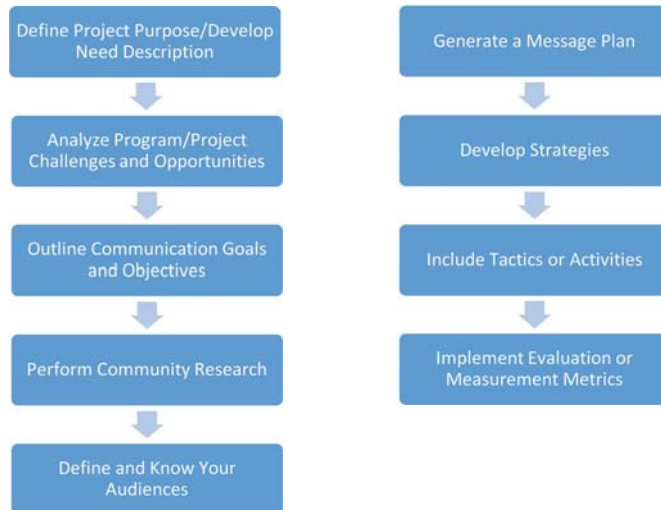 Define Project Purpose/Develop
Need Description
Analyze Program/Project
Challenges and Opportunities
Outline Communication Goals
and Objectives
Perform Community Research
Define and Know Your
Audiences
Generate a Message Plan
Develop Strategies
Include Tactics or Activities
Implement Evaluation or
Measurement Metrics